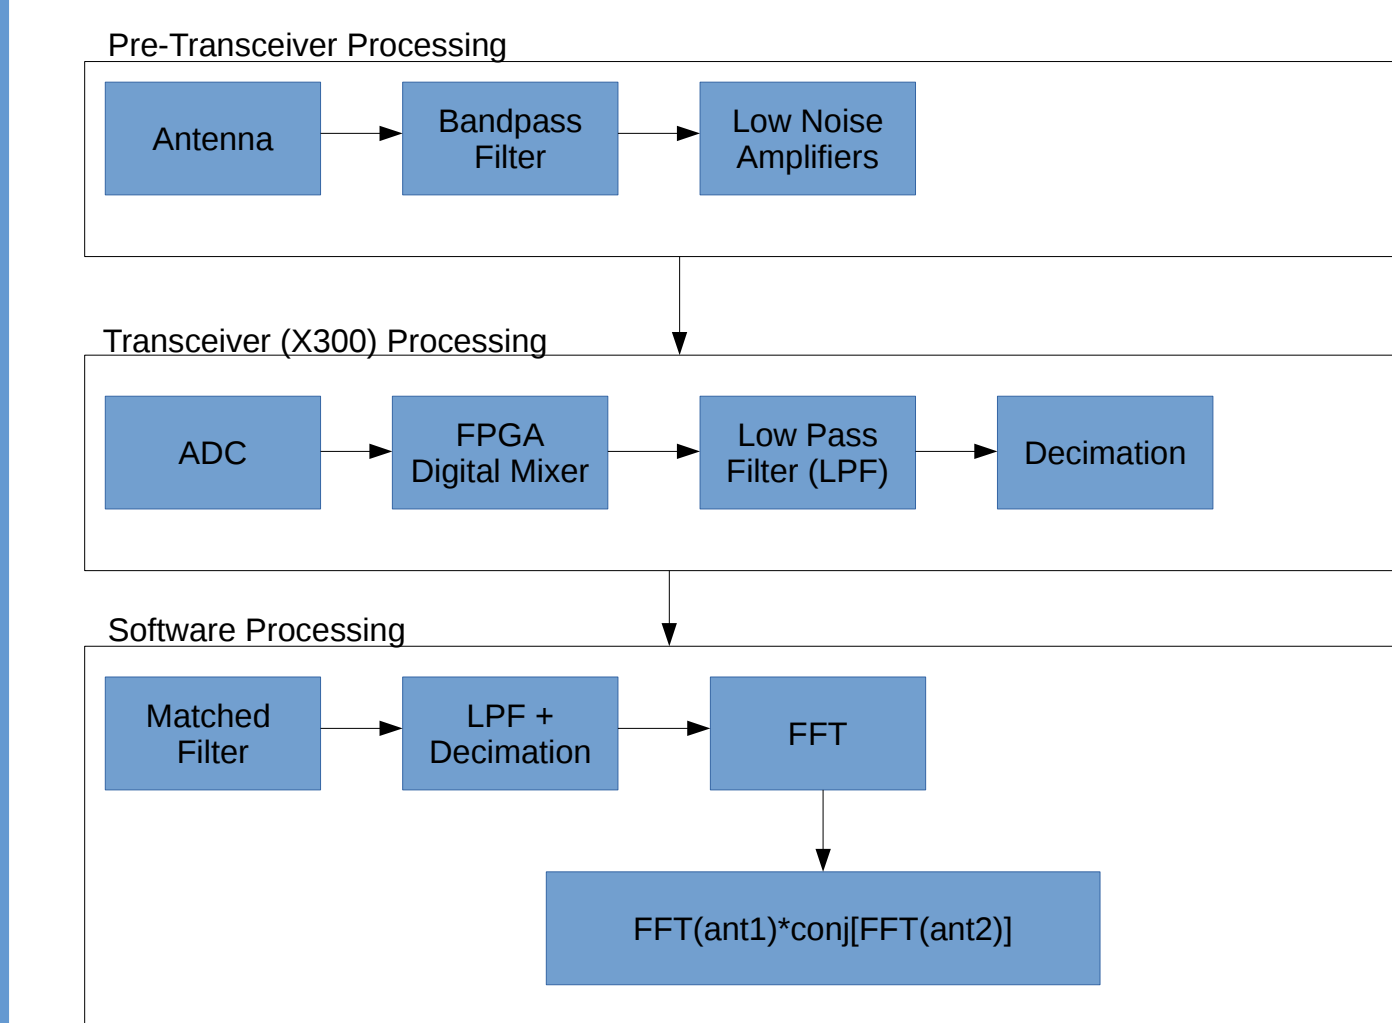 Pre-Transceiver Processing
Antenna
Bandpass
Filter
Low Noise
Amplifiers
Transceiver (X300) Processing
ADC
FPGA
Digital Mixer
Low Pass
Filter (LPF)
Decimation
Software Processing
Matched
Filter
LPF +
Decimation
FFT
FFT(ant1)*conj[FFT(ant2)]